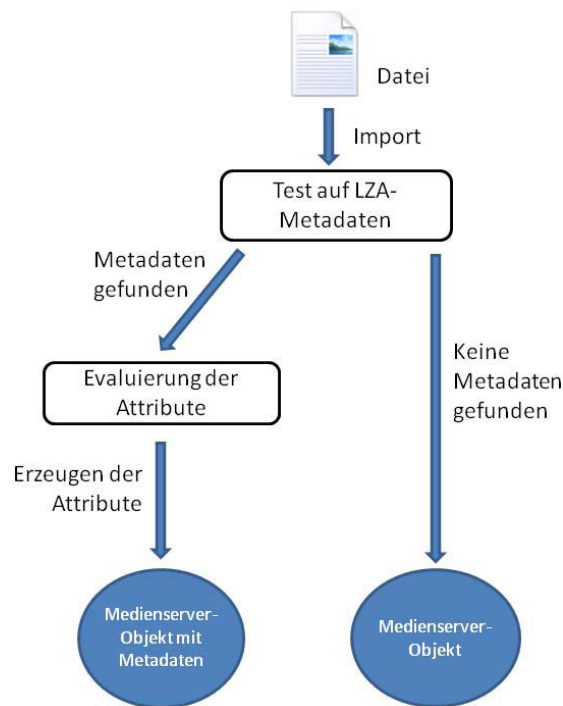 Datei
Import
Test auf LZA-
Metadaten
Metadaten
gefunden
Keine
Metadaten
gefunden
Evaluierung der
Attribute
Erzeugen der
Attribute
Medienserver-
Objekt mit
Metadaten
Medienserver-
Objekt